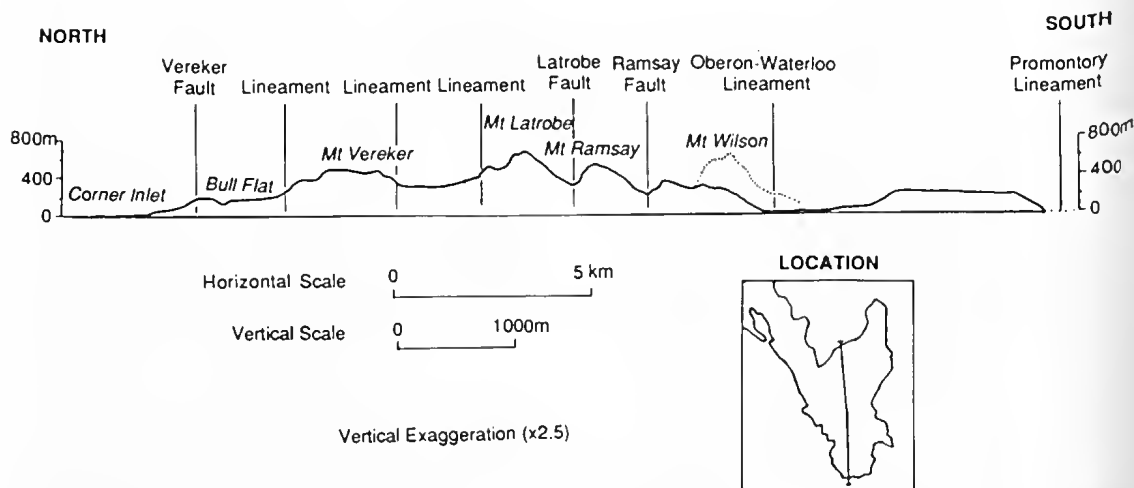 NORTH
SOUTH
Vereker Fault
Lineament
Lineament
Lineament
Latrobe Fault
Ramsay Fault
Oberon-Waterloo Lineament
Promontory Lineament
800m
400
0
Corner Inlet
Bull Flat
Mt Vereker
Mt Latrobe
Mt Ramsay
Mt Wilson
800m
400
0
Horizontal Scale
0
5 km
Vertical Scale
0
1000m
Vertical Exaggeration (x2.5)
LOCATION